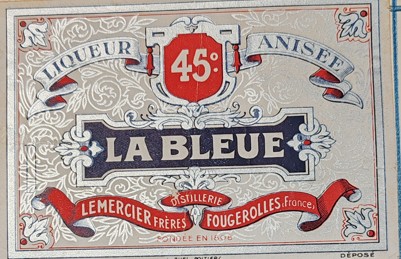 LIQUEUR ANISÉE
45°
LA BLEUE
DISTILLERIE
LEMERCIER FRÈRES FOUGEROLLES, France,
DÉPOSÉ